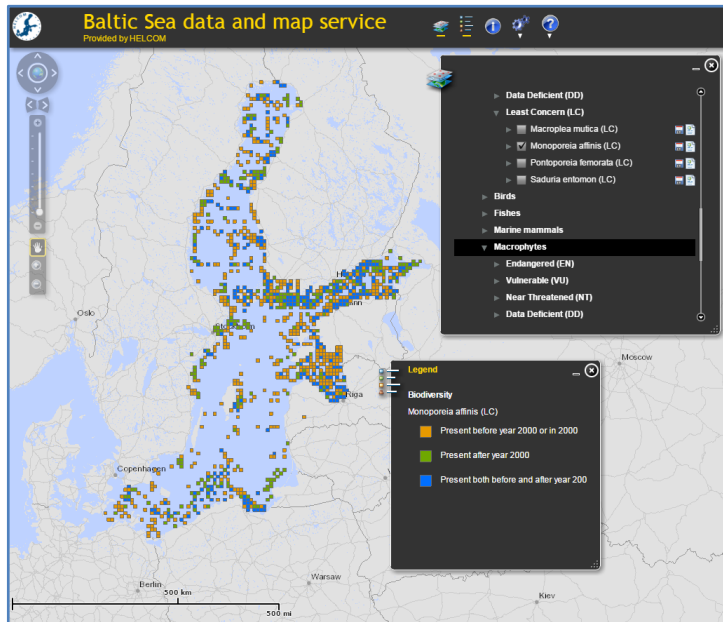 Baltic Sea data and map service
Provided by HELCOM
Data Deficient (DD)
Least Concern (LC)
Macroplea mutica (LC)
Monoporeia affinis (LC)
Pontoporeia femorata (LC)
Saduria entomon (LC)
Birds
Fishes
Marine mammals
Macrophytes
Endangered (EN)
Vulnerable (VU)
Near Threatened (NT)
Data Deficient (DD)
Oslo
Riga
Moscow
Copenhagen
Berlin
Warsaw
Kiev
500 km
500 mi
Legend
Biodiversity
Monoporeia affinis (LC)
Present before year 2000 or in 2000
Present after year 2000
Present both before and after year 200